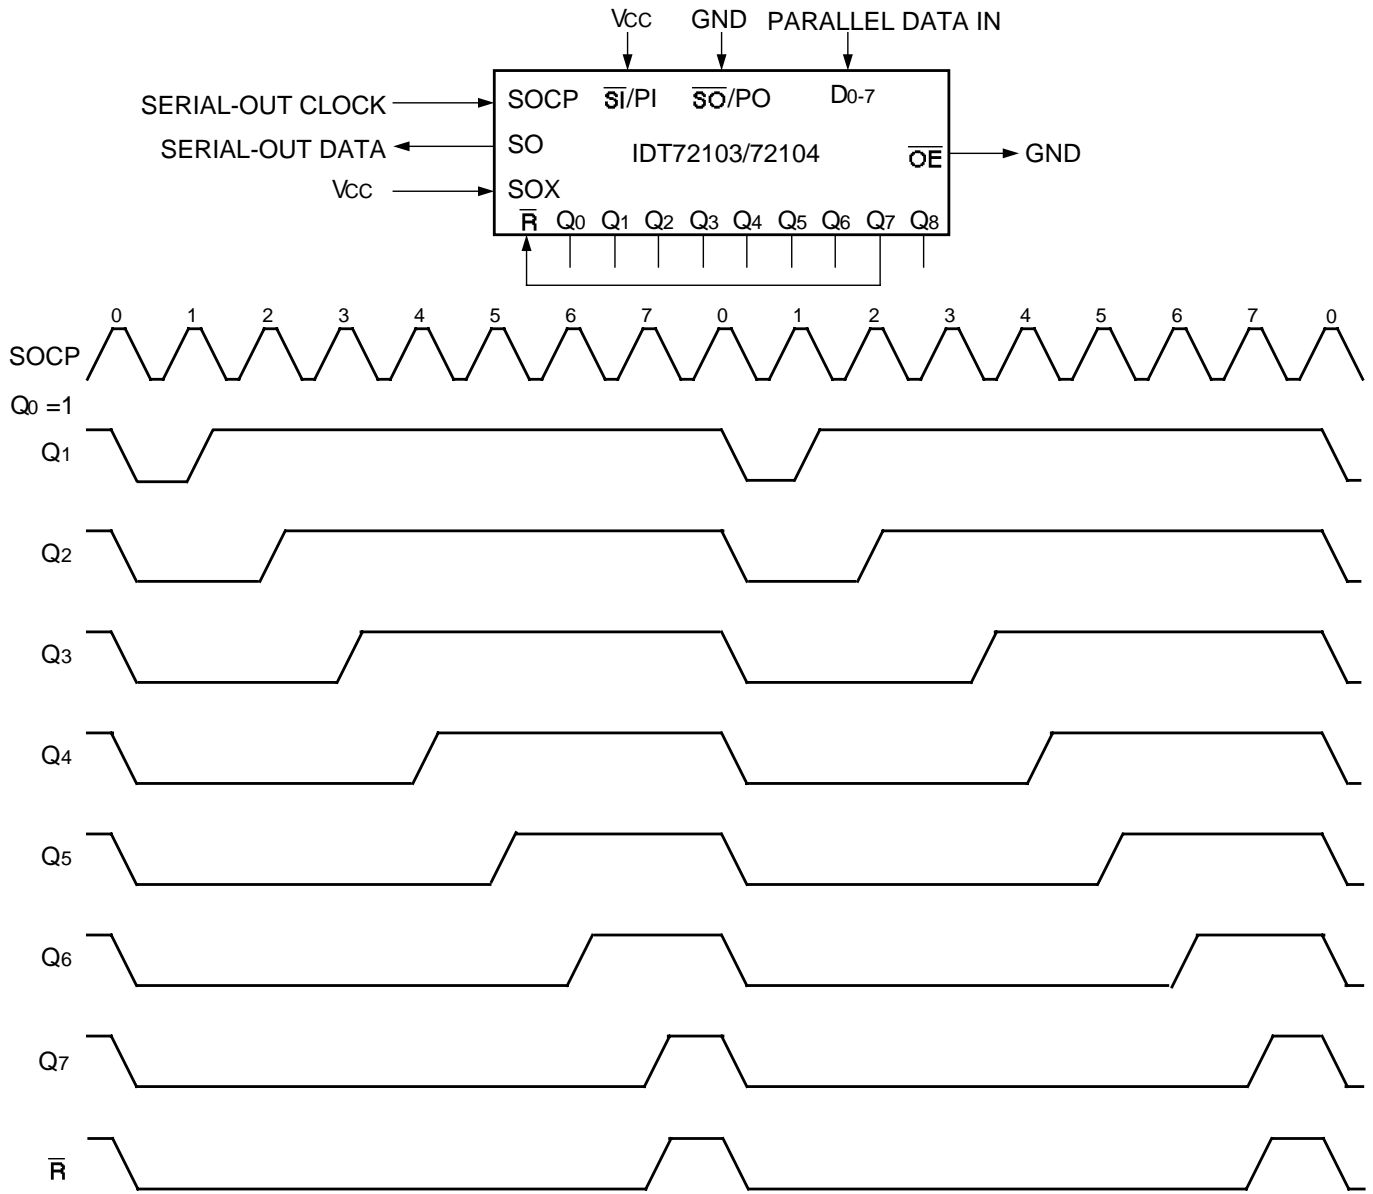 VCC GND PARALLEL DATA IN
SERIAL-OUT CLOCK SOCP S̅I̅/PI S̅O̅/PO D0-7
SERIAL-OUT DATA SO IDT72103/72104 O̅E̅ GND
VCC SOX
R̅ Q0 Q1 Q2 Q3 Q4 Q5 Q6 Q7 Q8
0 1 2 3 4 5 6 7 0 1 2 3 4 5 6 7 0
SOCP
Q0 =1
Q1
Q2
Q3
Q4
Q5
Q6
Q7
R̅